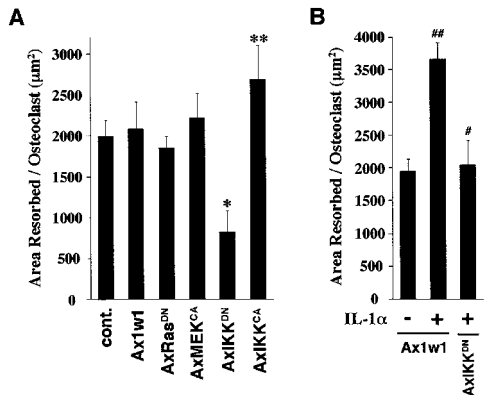 A
Area Resorbed / Osteoclast (μm²)
3000
2500
2000
1500
1000
500
0
*
**
cont.
Ax1w1
AxRasᴰᴺ
AxMEKᶜᴬ
AxIKKᴰᴺ
AxIKKᶜᴬ
B
Area Resorbed / Osteoclast (μm²)
4000
3500
3000
2500
2000
1500
1000
500
0
##
#
IL-1α - + +
Ax1w1
AxIKKᴰᴺ